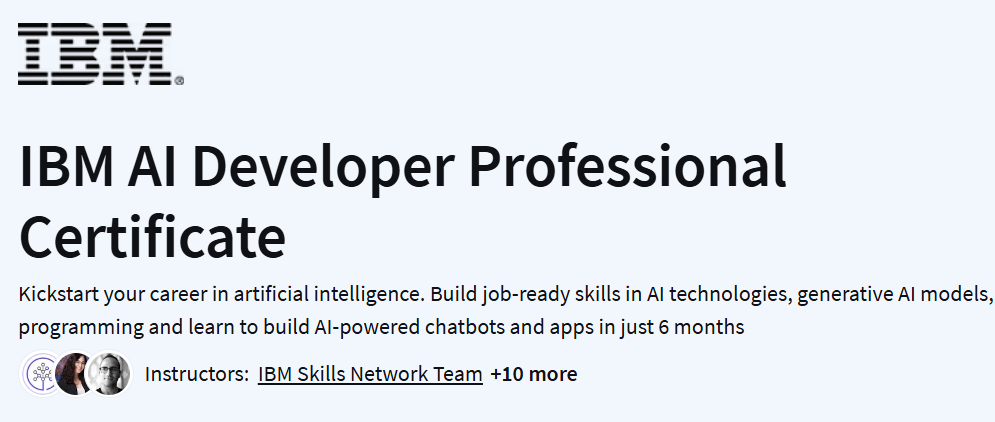 IBM®
IBM AI Developer Professional
Certificate
Kickstart your career in artificial intelligence. Build job-ready skills in AI technologies, generative AI models,
programming and learn to build AI-powered chatbots and apps in just 6 months
Instructors: IBM Skills Network Team +10 more